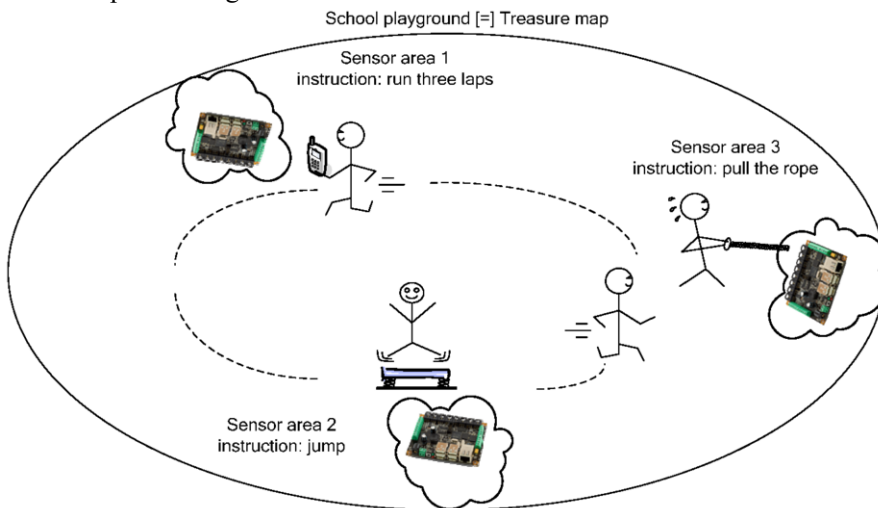 School playground [=] Treasure map
Sensor area 1
instruction: run three laps
Sensor area 3
instruction: pull the rope
Sensor area 2
instruction: jump